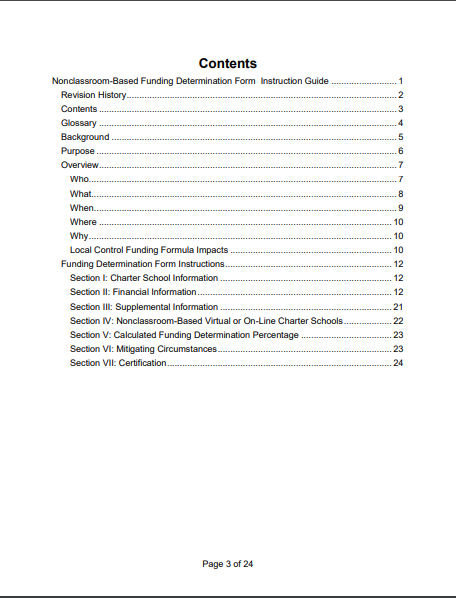 Contents
Nonclassroom-Based Funding Determination Form  Instruction Guide .......................... 1
Revision History............................................................................................................. 2
Contents ........................................................................................................................ 3
Glossary ........................................................................................................................ 4
Background ................................................................................................................... 5
Purpose ......................................................................................................................... 6
Overview........................................................................................................................ 7
Who............................................................................................................................ 7
What........................................................................................................................... 8
When.......................................................................................................................... 9
Where ...................................................................................................................... 10
Why.......................................................................................................................... 10
Local Control Funding Formula Impacts ................................................................. 10
Funding Determination Form Instructions................................................................... 12
Section I: Charter School Information ..................................................................... 12
Section II: Financial Information.............................................................................. 12
Section III: Supplemental Information ..................................................................... 21
Section IV: Nonclassroom-Based Virtual or On-Line Charter Schools.................... 22
Section V: Calculated Funding Determination Percentage ..................................... 23
Section VI: Mitigating Circumstances...................................................................... 23
Section VII: Certification.......................................................................................... 24
Page 3 of 24